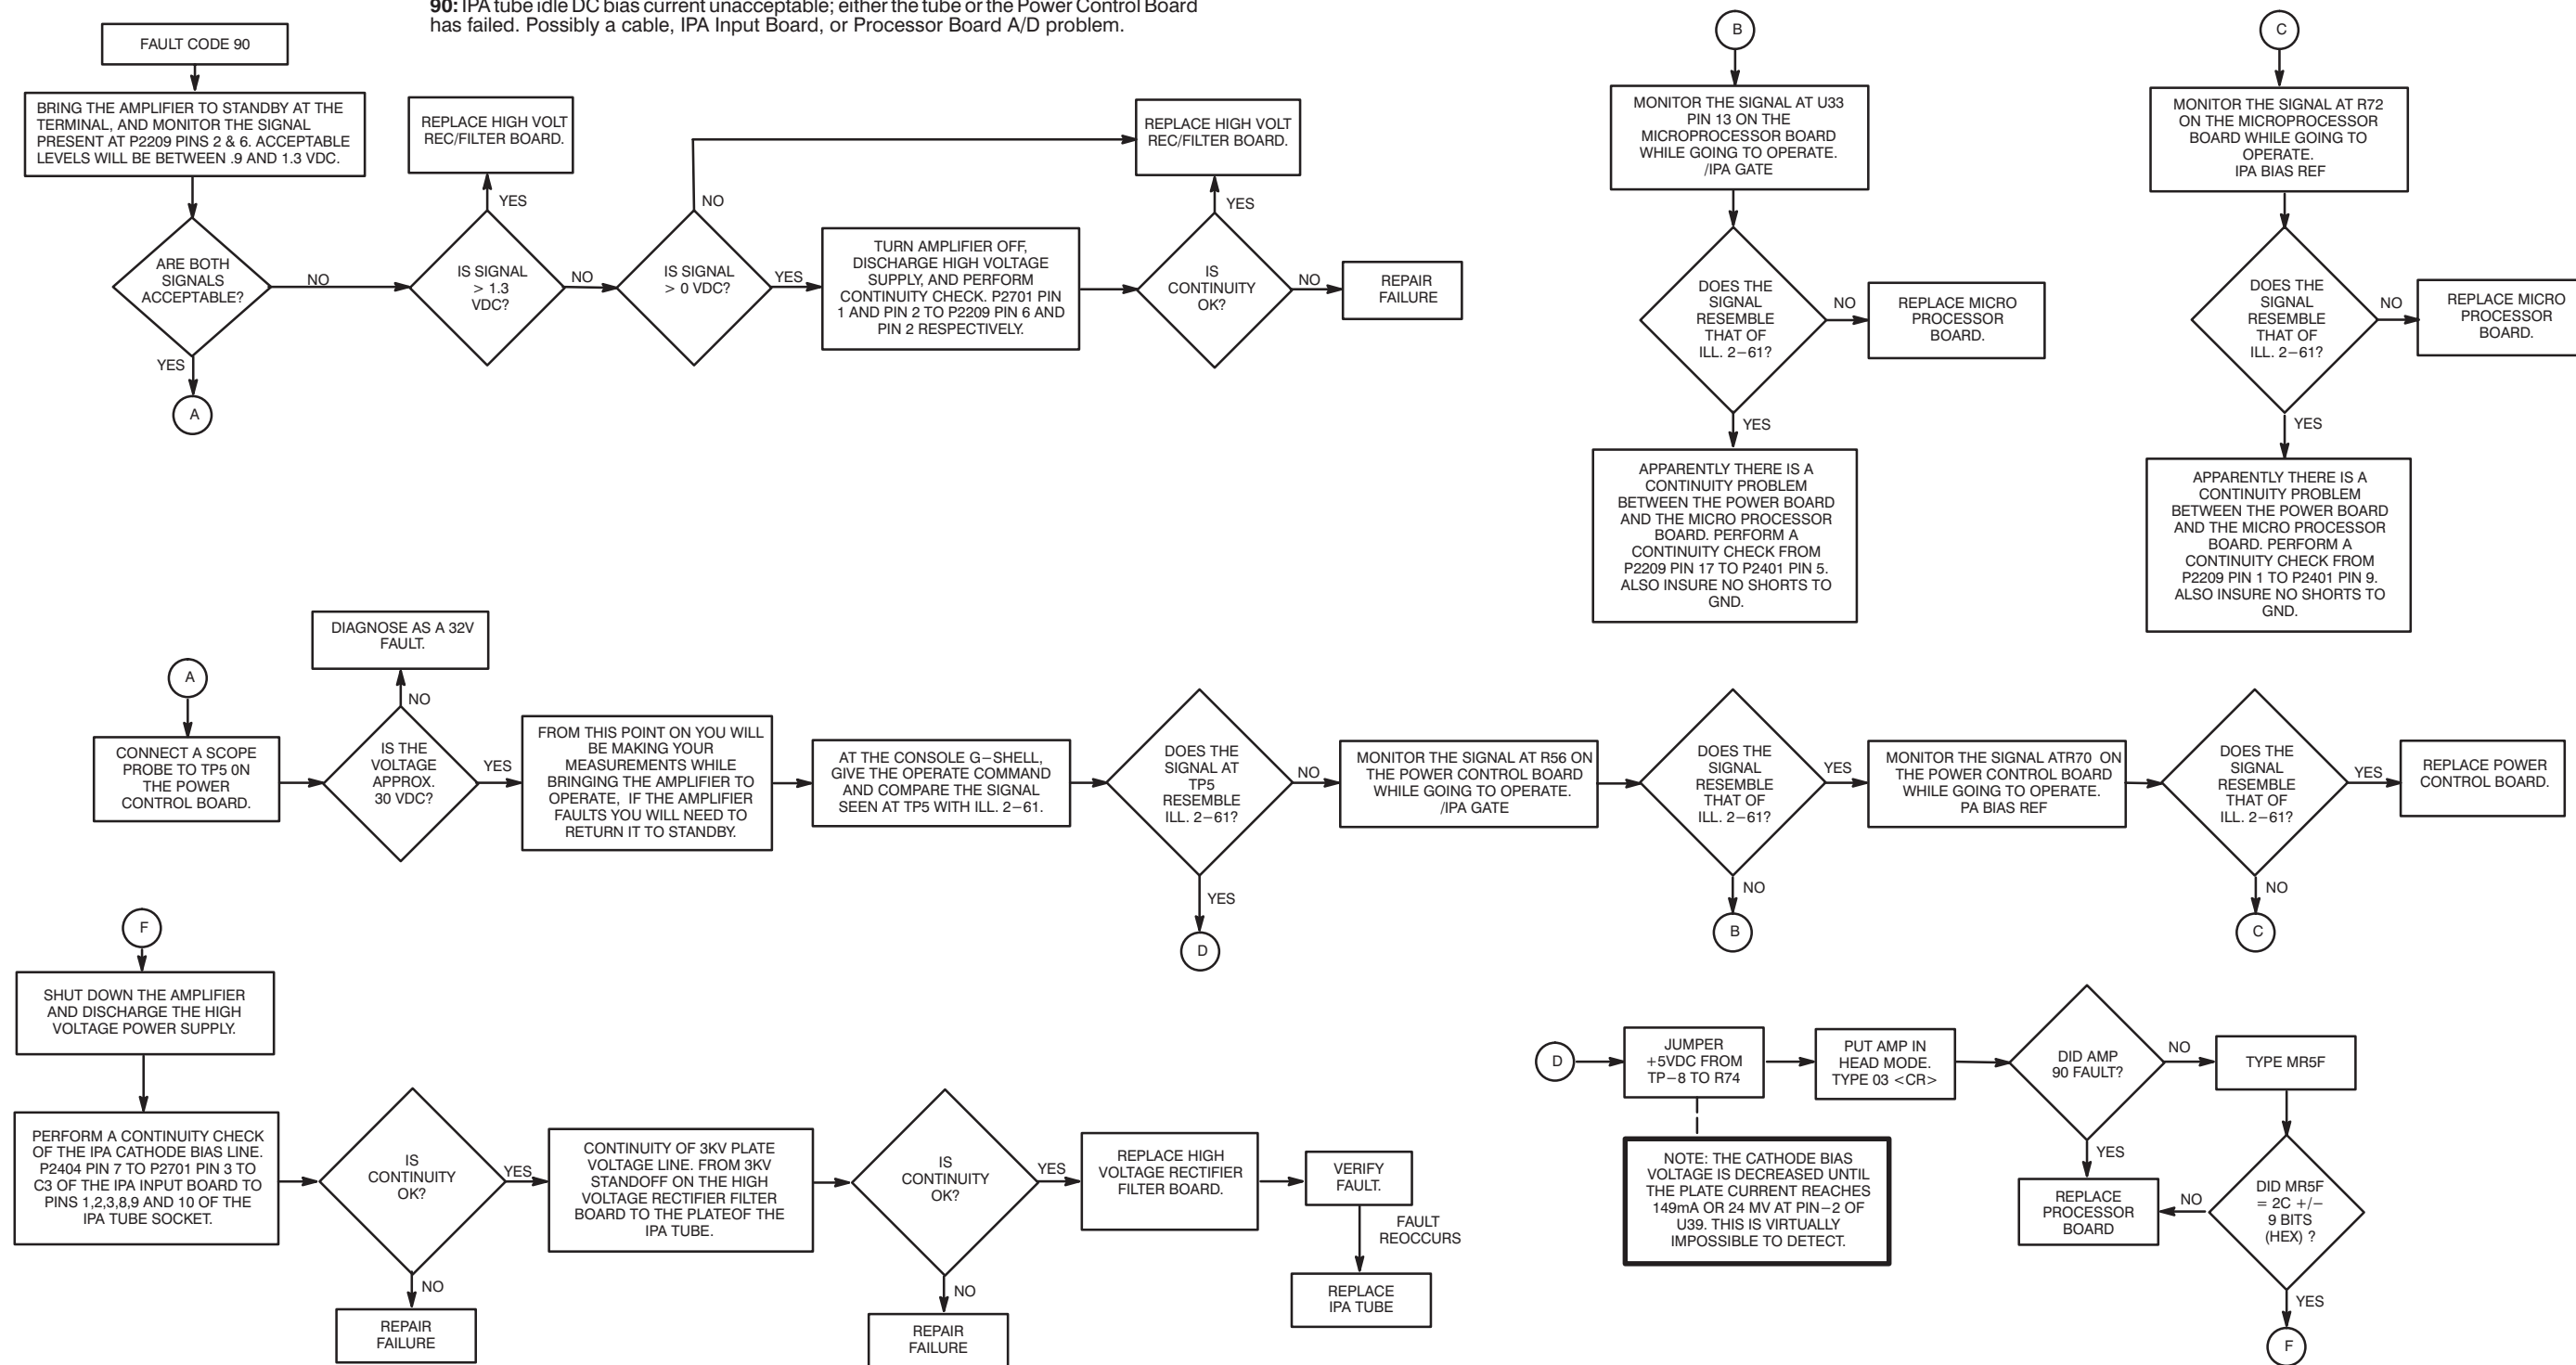 90: IPA tube idle DC bias current unacceptable; either the tube or the Power Control Board
has failed. Possibly a cable, IPA Input Board, or Processor Board A/D problem.
FAULT CODE 90
BRING THE AMPLIFIER TO STANDBY AT THE
TERMINAL, AND MONITOR THE SIGNAL
PRESENT AT P2209 PINS 2 & 6. ACCEPTABLE
LEVELS WILL BE BETWEEN .9 AND 1.3 VDC.
ARE BOTH
SIGNALS
ACCEPTABLE?
NO
YES
A
REPLACE HIGH VOLT
REC/FILTER BOARD.
YES
IS SIGNAL
> 1.3
VDC?
NO
NO
IS SIGNAL
> 0 VDC?
YES
TURN AMPLIFIER OFF,
DISCHARGE HIGH VOLTAGE
SUPPLY, AND PERFORM
CONTINUITY CHECK. P2701 PIN
1 AND PIN 2 TO P2209 PIN 6 AND
PIN 2 RESPECTIVELY.
REPLACE HIGH VOLT
REC/FILTER BOARD.
YES
IS
CONTINUITY
OK?
NO
REPAIR
FAILURE
B
MONITOR THE SIGNAL AT U33
PIN 13 ON THE
MICROPROCESSOR BOARD
WHILE GOING TO OPERATE.
/IPA GATE
DOES THE
SIGNAL
RESEMBLE
THAT OF
ILL. 2−61?
NO
REPLACE MICRO
PROCESSOR
BOARD.
YES
APPARENTLY THERE IS A
CONTINUITY PROBLEM
BETWEEN THE POWER BOARD
AND THE MICRO PROCESSOR
BOARD. PERFORM A
CONTINUITY CHECK FROM
P2209 PIN 17 TO P2401 PIN 5.
ALSO INSURE NO SHORTS TO
GND.
C
MONITOR THE SIGNAL AT R72
ON THE MICROPROCESSOR
BOARD WHILE GOING TO
OPERATE.
IPA BIAS REF
DOES THE
SIGNAL
RESEMBLE
THAT OF
ILL. 2−61?
NO
REPLACE MICRO
PROCESSOR
BOARD.
YES
APPARENTLY THERE IS A
CONTINUITY PROBLEM
BETWEEN THE POWER BOARD
AND THE MICRO PROCESSOR
BOARD. PERFORM A
CONTINUITY CHECK FROM
P2209 PIN 1 TO P2401 PIN 9.
ALSO INSURE NO SHORTS TO
GND.
A
CONNECT A SCOPE
PROBE TO TP5 0N
THE POWER
CONTROL BOARD.
DIAGNOSE AS A 32V
FAULT.
NO
IS THE
VOLTAGE
APPROX.
30 VDC?
YES
FROM THIS POINT ON YOU WILL
BE MAKING YOUR
MEASUREMENTS WHILE
BRINGING THE AMPLIFIER TO
OPERATE, IF THE AMPLIFIER
FAULTS YOU WILL NEED TO
RETURN IT TO STANDBY.
AT THE CONSOLE G−SHELL,
GIVE THE OPERATE COMMAND
AND COMPARE THE SIGNAL
SEEN AT TP5 WITH ILL. 2−61.
DOES THE
SIGNAL AT
TP5
RESEMBLE
ILL. 2−61?
NO
YES
D
MONITOR THE SIGNAL AT R56 ON
THE POWER CONTROL BOARD
WHILE GOING TO OPERATE.
/IPA GATE
DOES THE
SIGNAL
RESEMBLE
THAT OF
ILL. 2−61?
YES
NO
B
MONITOR THE SIGNAL ATR70 ON
THE POWER CONTROL BOARD
WHILE GOING TO OPERATE.
PA BIAS REF
DOES THE
SIGNAL
RESEMBLE
THAT OF
ILL. 2−61?
YES
NO
C
REPLACE POWER
CONTROL BOARD.
F
SHUT DOWN THE AMPLIFIER
AND DISCHARGE THE HIGH
VOLTAGE POWER SUPPLY.
PERFORM A CONTINUITY CHECK
OF THE IPA CATHODE BIAS LINE.
P2404 PIN 7 TO P2701 PIN 3 TO
C3 OF THE IPA INPUT BOARD TO
PINS 1,2,3,8,9 AND 10 OF THE
IPA TUBE SOCKET.
IS
CONTINUITY
OK?
YES
NO
REPAIR
FAILURE
CONTINUITY OF 3KV PLATE
VOLTAGE LINE. FROM 3KV
STANDOFF ON THE HIGH
VOLTAGE RECTIFIER FILTER
BOARD TO THE PLATEOF THE
IPA TUBE.
IS
CONTINUITY
OK?
YES
NO
REPAIR
FAILURE
REPLACE HIGH
VOLTAGE RECTIFIER
FILTER BOARD.
VERIFY
FAULT.
FAULT
REOCCURS
REPLACE
IPA TUBE
D
JUMPER
+5VDC FROM
TP−8 TO R74
NOTE: THE CATHODE BIAS
VOLTAGE IS DECREASED UNTIL
THE PLATE CURRENT REACHES
149mA OR 24 MV AT PIN−2 OF
U39. THIS IS VIRTUALLY
IMPOSSIBLE TO DETECT.
PUT AMP IN
HEAD MODE.
TYPE 03 <CR>
DID AMP
90 FAULT?
NO
YES
TYPE MR5F
REPLACE
PROCESSOR
BOARD
NO
DID MR5F
= 2C +/−
9 BITS
(HEX) ?
YES
F